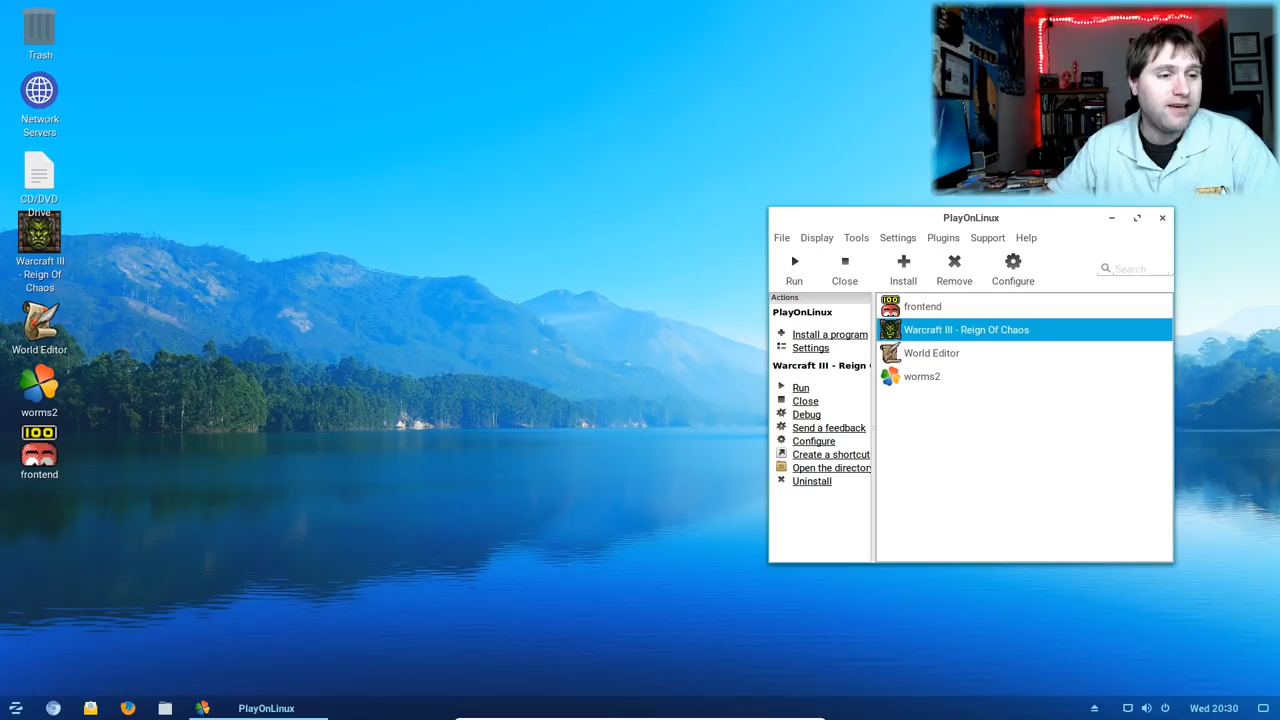 Trash
Network
Servers
CD/DVD
Drive
Warcraft III
- Reign Of
Chaos
World Editor
worms2
100
frontend
PlayOnLinux
File Display Tools Settings Plugins Support Help
Run Close Install Remove Configure
Search
Actions
PlayOnLinux
Install a program
Settings
Warcraft III - Reign
Run
Close
Debug
Send a feedback
Configure
Create a shortcut
Open the directory
Uninstall
100
frontend
Warcraft III - Reign Of Chaos
World Editor
worms2
PlayOnLinux
Wed 20:30